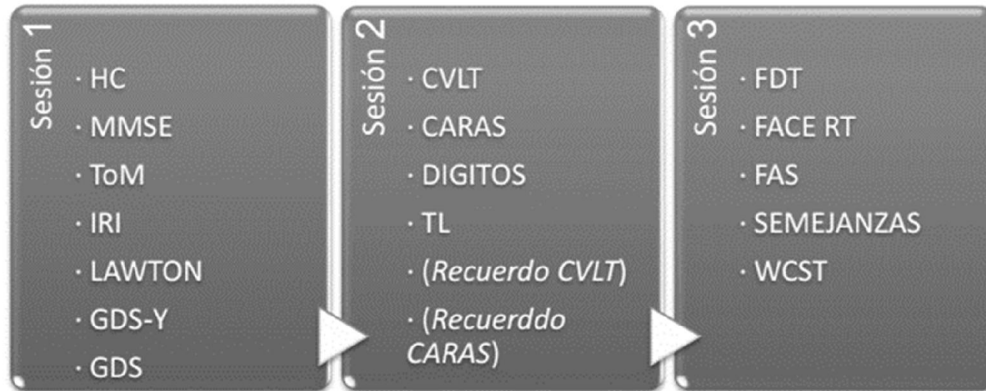 Sesión 1
· HC
· MMSE
· ToM
· IRI
· LAWTON
· GDS-Y
· GDS
Sesión 2
· CVLT
· CARAS
· DIGITOS
· TL
· (Recuerdo CVLT)
· (Recuerddo
CARAS)
Sesión 3
· FDT
· FACE RT
· FAS
· SEMEJANZAS
· WCST